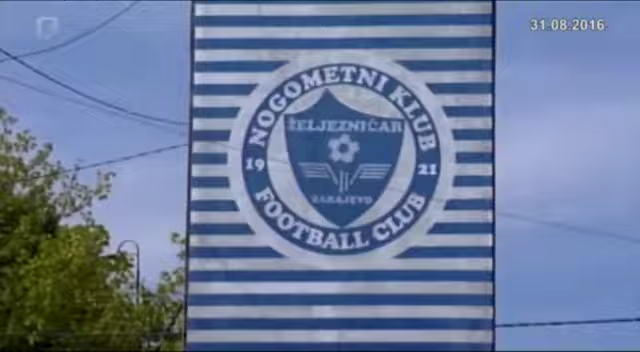 31.08.2016.
NOGOMETNI KLUB
ŽELJEZNIČAR
19 21
SARAJEVO
FOOTBALL CLUB